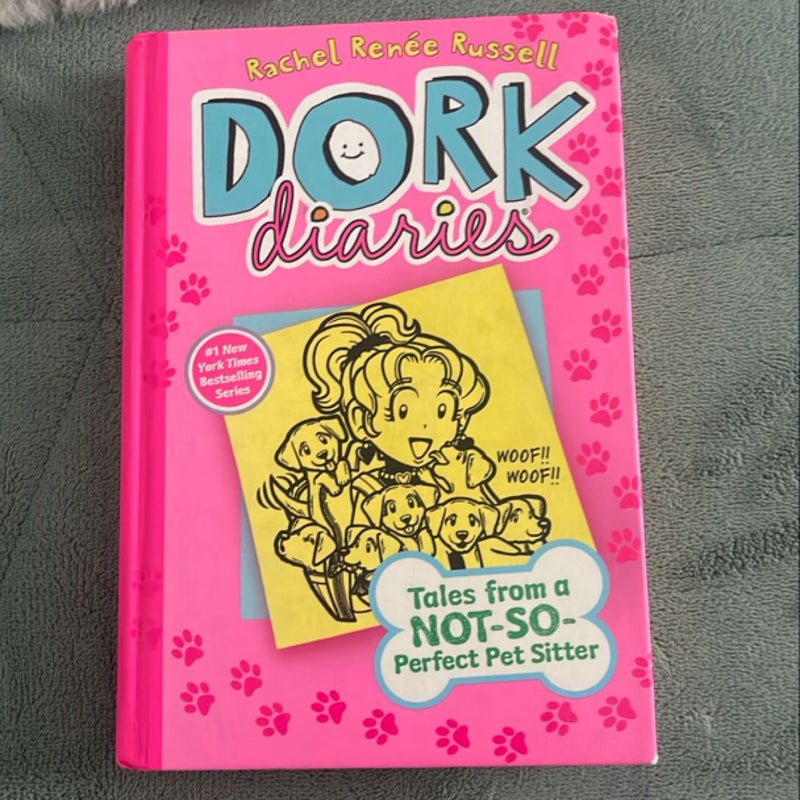 Rachel Renée Russell
DORK
diaries®
#1 New
York Times
Bestselling
Series
WOOF!!
WOOF!!
Tales from a
NOT-SO-
Perfect Pet Sitter